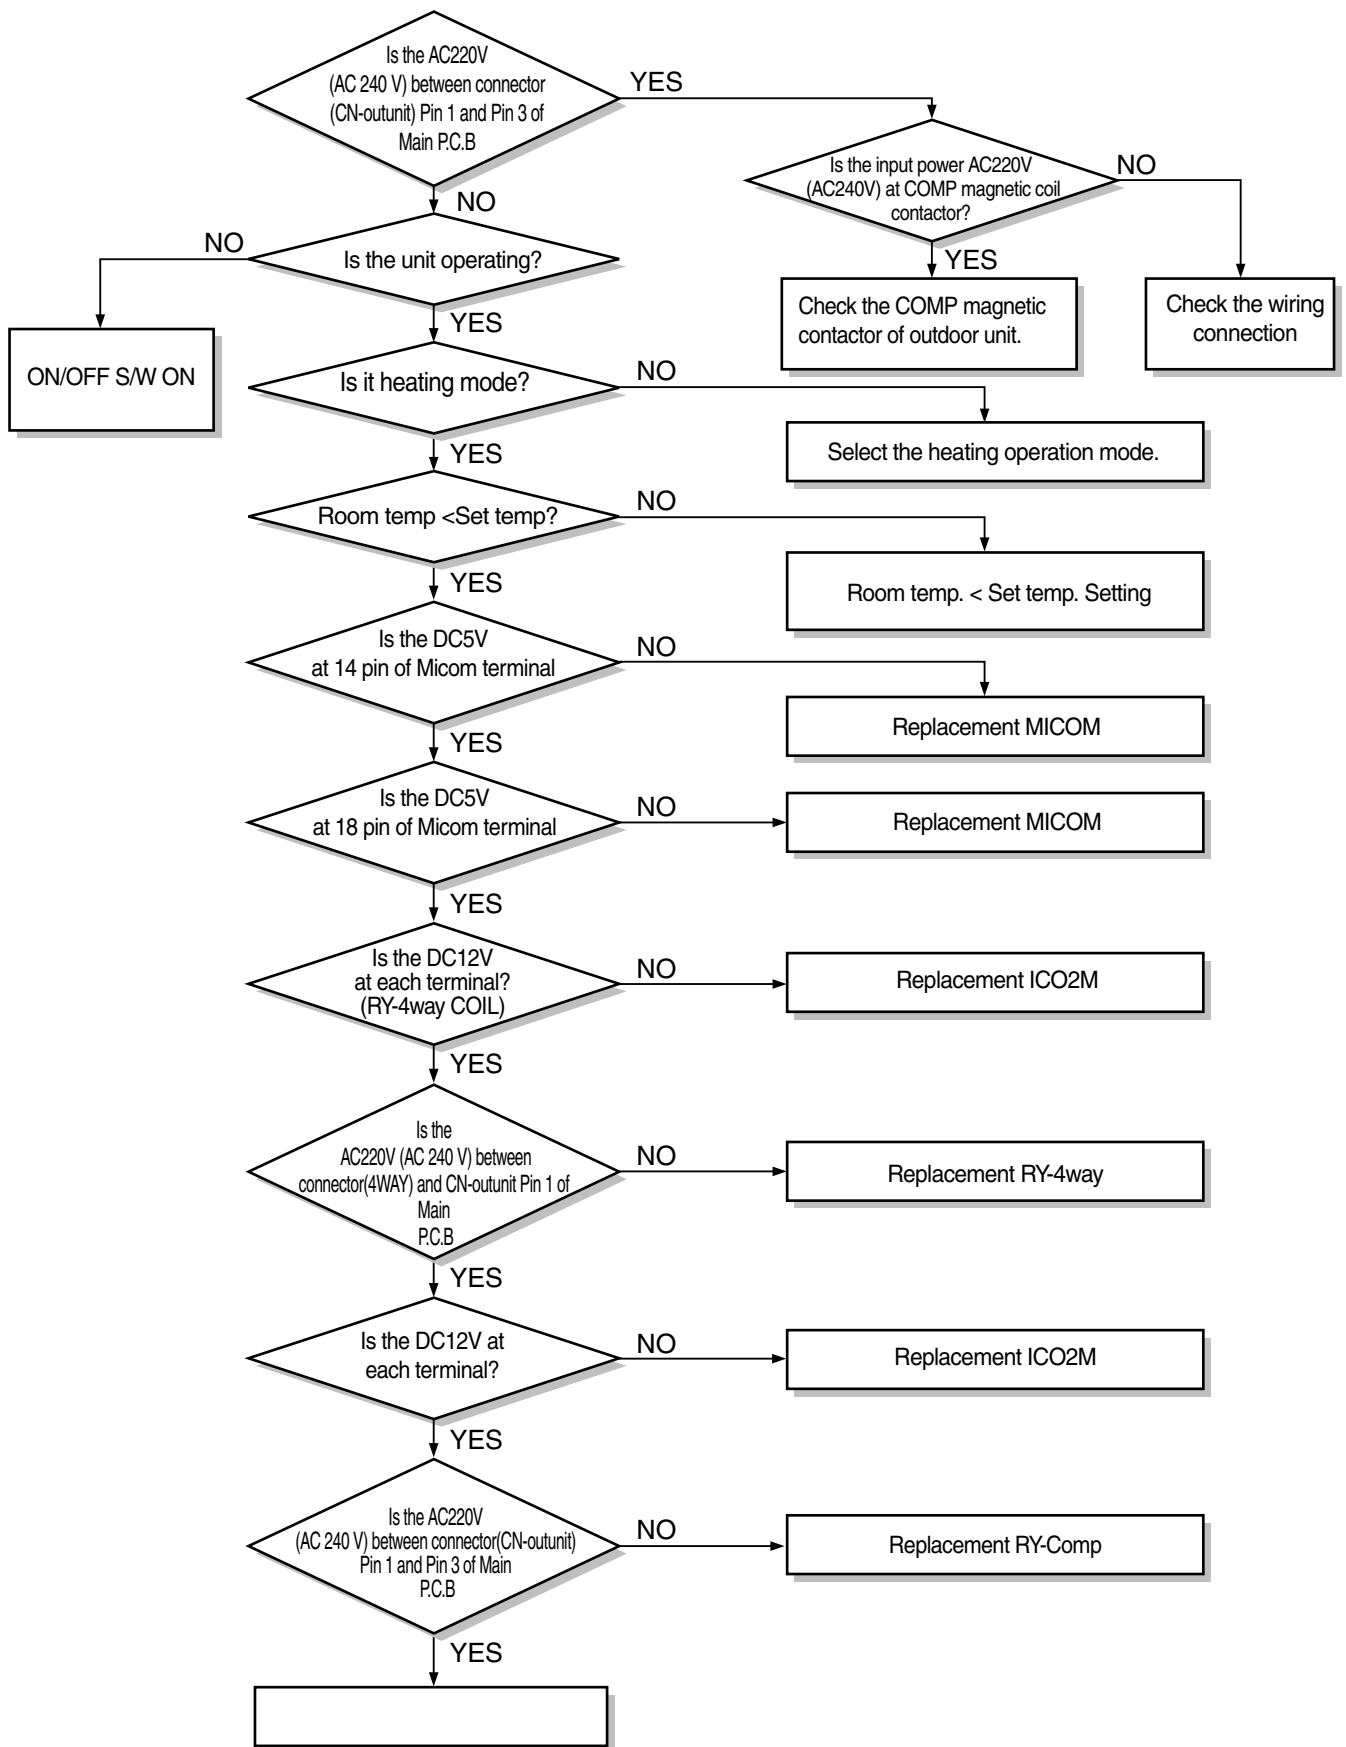 Is the AC220V
(AC 240 V) between connector
(CN-outunit) Pin 1 and Pin 3 of
Main P.C.B
YES
Is the input power AC220V
(AC240V) at COMP magnetic coil
contactor?
NO
NO
NO
Is the unit operating?
YES
YES
Check the COMP magnetic
contactor of outdoor unit.
Check the wiring
connection
ON/OFF S/W ON
Is it heating mode?
NO
YES
Select the heating operation mode.
Room temp <Set temp?
NO
YES
Room temp. < Set temp. Setting
Is the DC5V
at 14 pin of Micom terminal
NO
YES
Replacement MICOM
Is the DC5V
at 18 pin of Micom terminal
NO
Replacement MICOM
YES
Is the DC12V
at each terminal?
(RY-4way COIL)
NO
Replacement ICO2M
YES
Is the
AC220V (AC 240 V) between
connector(4WAY) and CN-outunit Pin 1 of
Main
P.C.B
NO
Replacement RY-4way
YES
Is the DC12V at
each terminal?
NO
Replacement ICO2M
YES
Is the AC220V
(AC 240 V) between connector(CN-outunit)
Pin 1 and Pin 3 of Main
P.C.B
NO
Replacement RY-Comp
YES